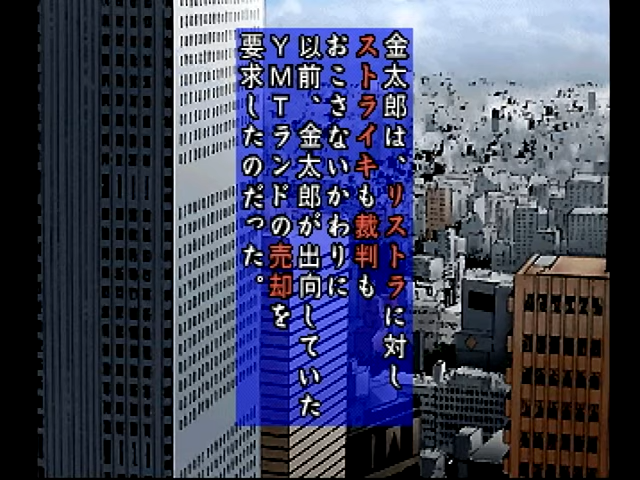 金太郎は、リストラに対し
ストライキも裁判も
おこさないかわりに
以前、金太郎が出向していた
ＹＭＴランドの売却を
要求したのだった。